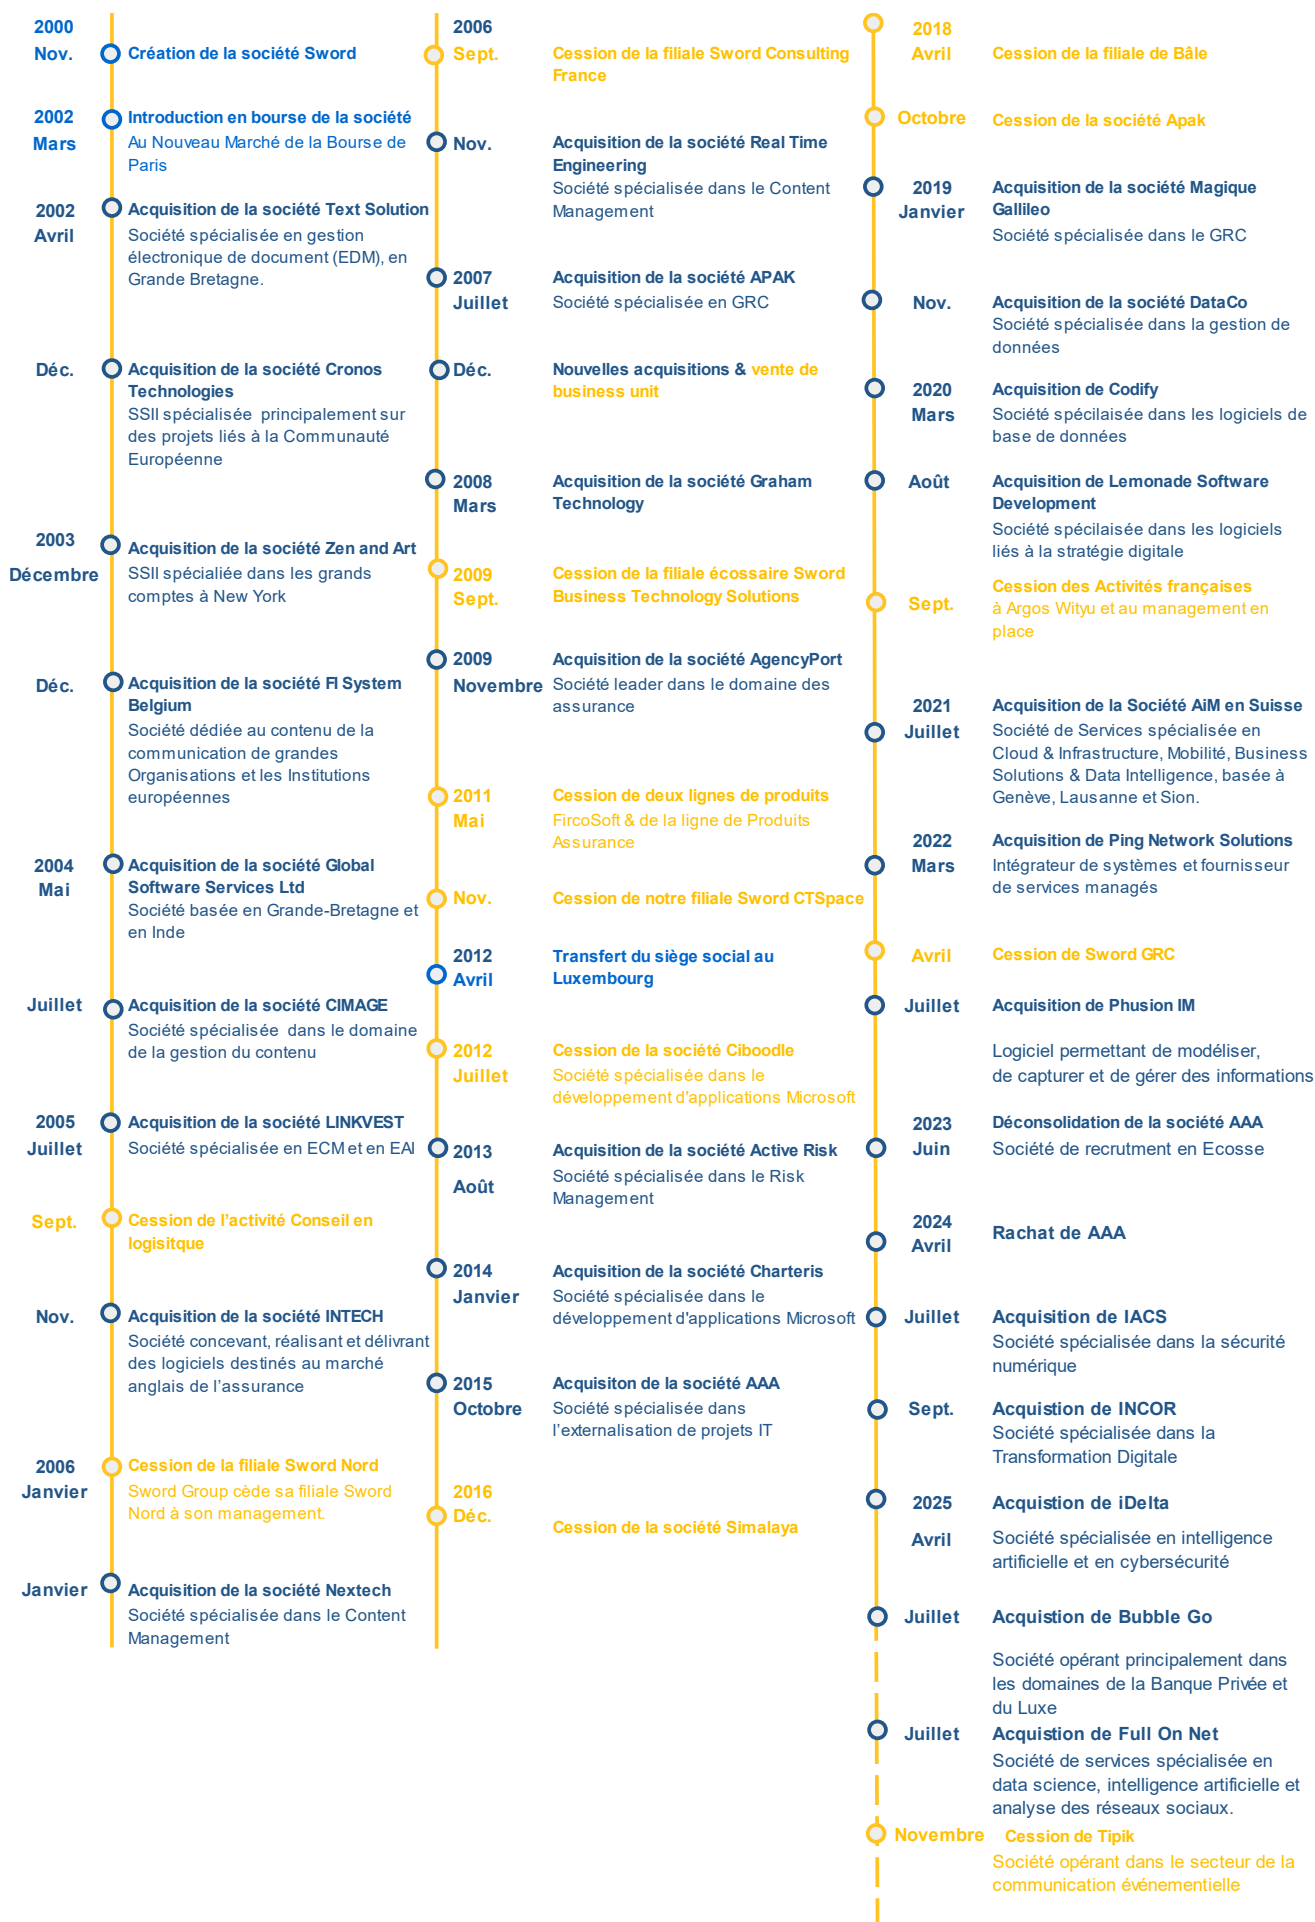 2000
Nov.
Création de la société Sword
2002
Mars
Introduction en bourse de la société
Au Nouveau Marché de la Bourse de
Paris
2002
Avril
Acquisition de la société Text Solution
Société spécialisée en gestion
électronique de document (EDM), en
Grande Bretagne.
Déc.
Acquisition de la société Cronos
Technologies
SSII spécialisée principalement sur
des projets liés à la Communauté
Européenne
2003
Décembre
Acquisition de la société Zen and Art
SSII spécialiée dans les grands
comptes à New York
Déc.
Acquisition de la société FI System
Belgium
Société dédiée au contenu de la
communication de grandes
Organisations et les Institutions
européennes
2004
Mai
Acquisition de la société Global
Software Services Ltd
Société basée en Grande-Bretagne et
en Inde
Juillet
Acquisition de la société CIMAGE
Société spécialisée dans le domaine
de la gestion du contenu
2005
Juillet
Acquisition de la société LINKVEST
Société spécialisée en ECM et en EAI
Sept.
Cession de l’activité Conseil en
logisitque
Nov.
Acquisition de la société INTECH
Société concevant, réalisant et délivrant
des logiciels destinés au marché
anglais de l’assurance
2006
Janvier
Cession de la filiale Sword Nord
Sword Group cède sa filiale Sword
Nord à son management.
Janvier
Acquisition de la société Nextech
Société spécialisée dans le Content
Management
2006
Sept.
Cession de la filiale Sword Consulting
France
Nov.
Acquisition de la société Real Time
Engineering
Société spécialisée dans le Content
Management
2007
Juillet
Acquisition de la société APAK
Société spécialisée en GRC
Déc.
Nouvelles acquisitions & vente de
business unit
2008
Mars
Acquisition de la société Graham
Technology
2009
Sept.
Cession de la filiale écossaire Sword
Business Technology Solutions
2009
Novembre
Acquisition de la société AgencyPort
Société leader dans le domaine des
assurance
2011
Mai
Cession de deux lignes de produits
FircoSoft & de la ligne de Produits
Assurance
Nov.
Cession de notre filiale Sword CTSpace
2012
Avril
Transfert du siège social au
Luxembourg
2012
Juillet
Cession de la société Ciboodle
Société spécialisée dans le
développement d'applications Microsoft
2013
Août
Acquisition de la société Active Risk
Société spécialisée dans le Risk
Management
2014
Janvier
Acquisition de la société Charteris
Société spécialisée dans le
développement d'applications Microsoft
2015
Octobre
Acquisiton de la société AAA
Société spécialisée dans
l’externalisation de projets IT
2016
Déc.
Cession de la société Simalaya
2018
Avril
Cession de la filiale de Bâle
Octobre
Cession de la société Apak
2019
Janvier
Acquisition de la société Magique
Gallileo
Société spécialisée dans le GRC
Nov.
Acquisition de la société DataCo
Société spécialisée dans la gestion de
données
2020
Mars
Acquisition de Codify
Société spécilaisée dans les logiciels de
base de données
Août
Acquisition de Lemonade Software
Development
Société spécilaisée dans les logiciels
liés à la stratégie digitale
Sept.
Cession des Activités françaises
à Argos Wityu et au management en
place
2021
Juillet
Acquisition de la Société AiM en Suisse
Société de Services spécialisée en
Cloud & Infrastructure, Mobilité, Business
Solutions & Data Intelligence, basée à
Genève, Lausanne et Sion.
2022
Mars
Acquisition de Ping Network Solutions
Intégrateur de systèmes et fournisseur
de services managés
Avril
Cession de Sword GRC
Juillet
Acquisition de Phusion IM
Logiciel permettant de modéliser,
de capturer et de gérer des informations
2023
Juin
Déconsolidation de la société AAA
Société de recrutment en Ecosse
2024
Avril
Rachat de AAA
Juillet
Acquisition de IACS
Société spécialisée dans la sécurité
numérique
Sept.
Acquistion de INCOR
Société spécialisée dans la
Transformation Digitale
2025
Avril
Acquistion de iDelta
Société spécialisée en intelligence
artificielle et en cybersécurité
Juillet
Acquistion de Bubble Go
Société opérant principalement dans
les domaines de la Banque Privée et
du Luxe
Juillet
Acquistion de Full On Net
Société de services spécialisée en
data science, intelligence artificielle et
analyse des réseaux sociaux.
Novembre
Cession de Tipik
Société opérant dans le secteur de la
communication événementielle